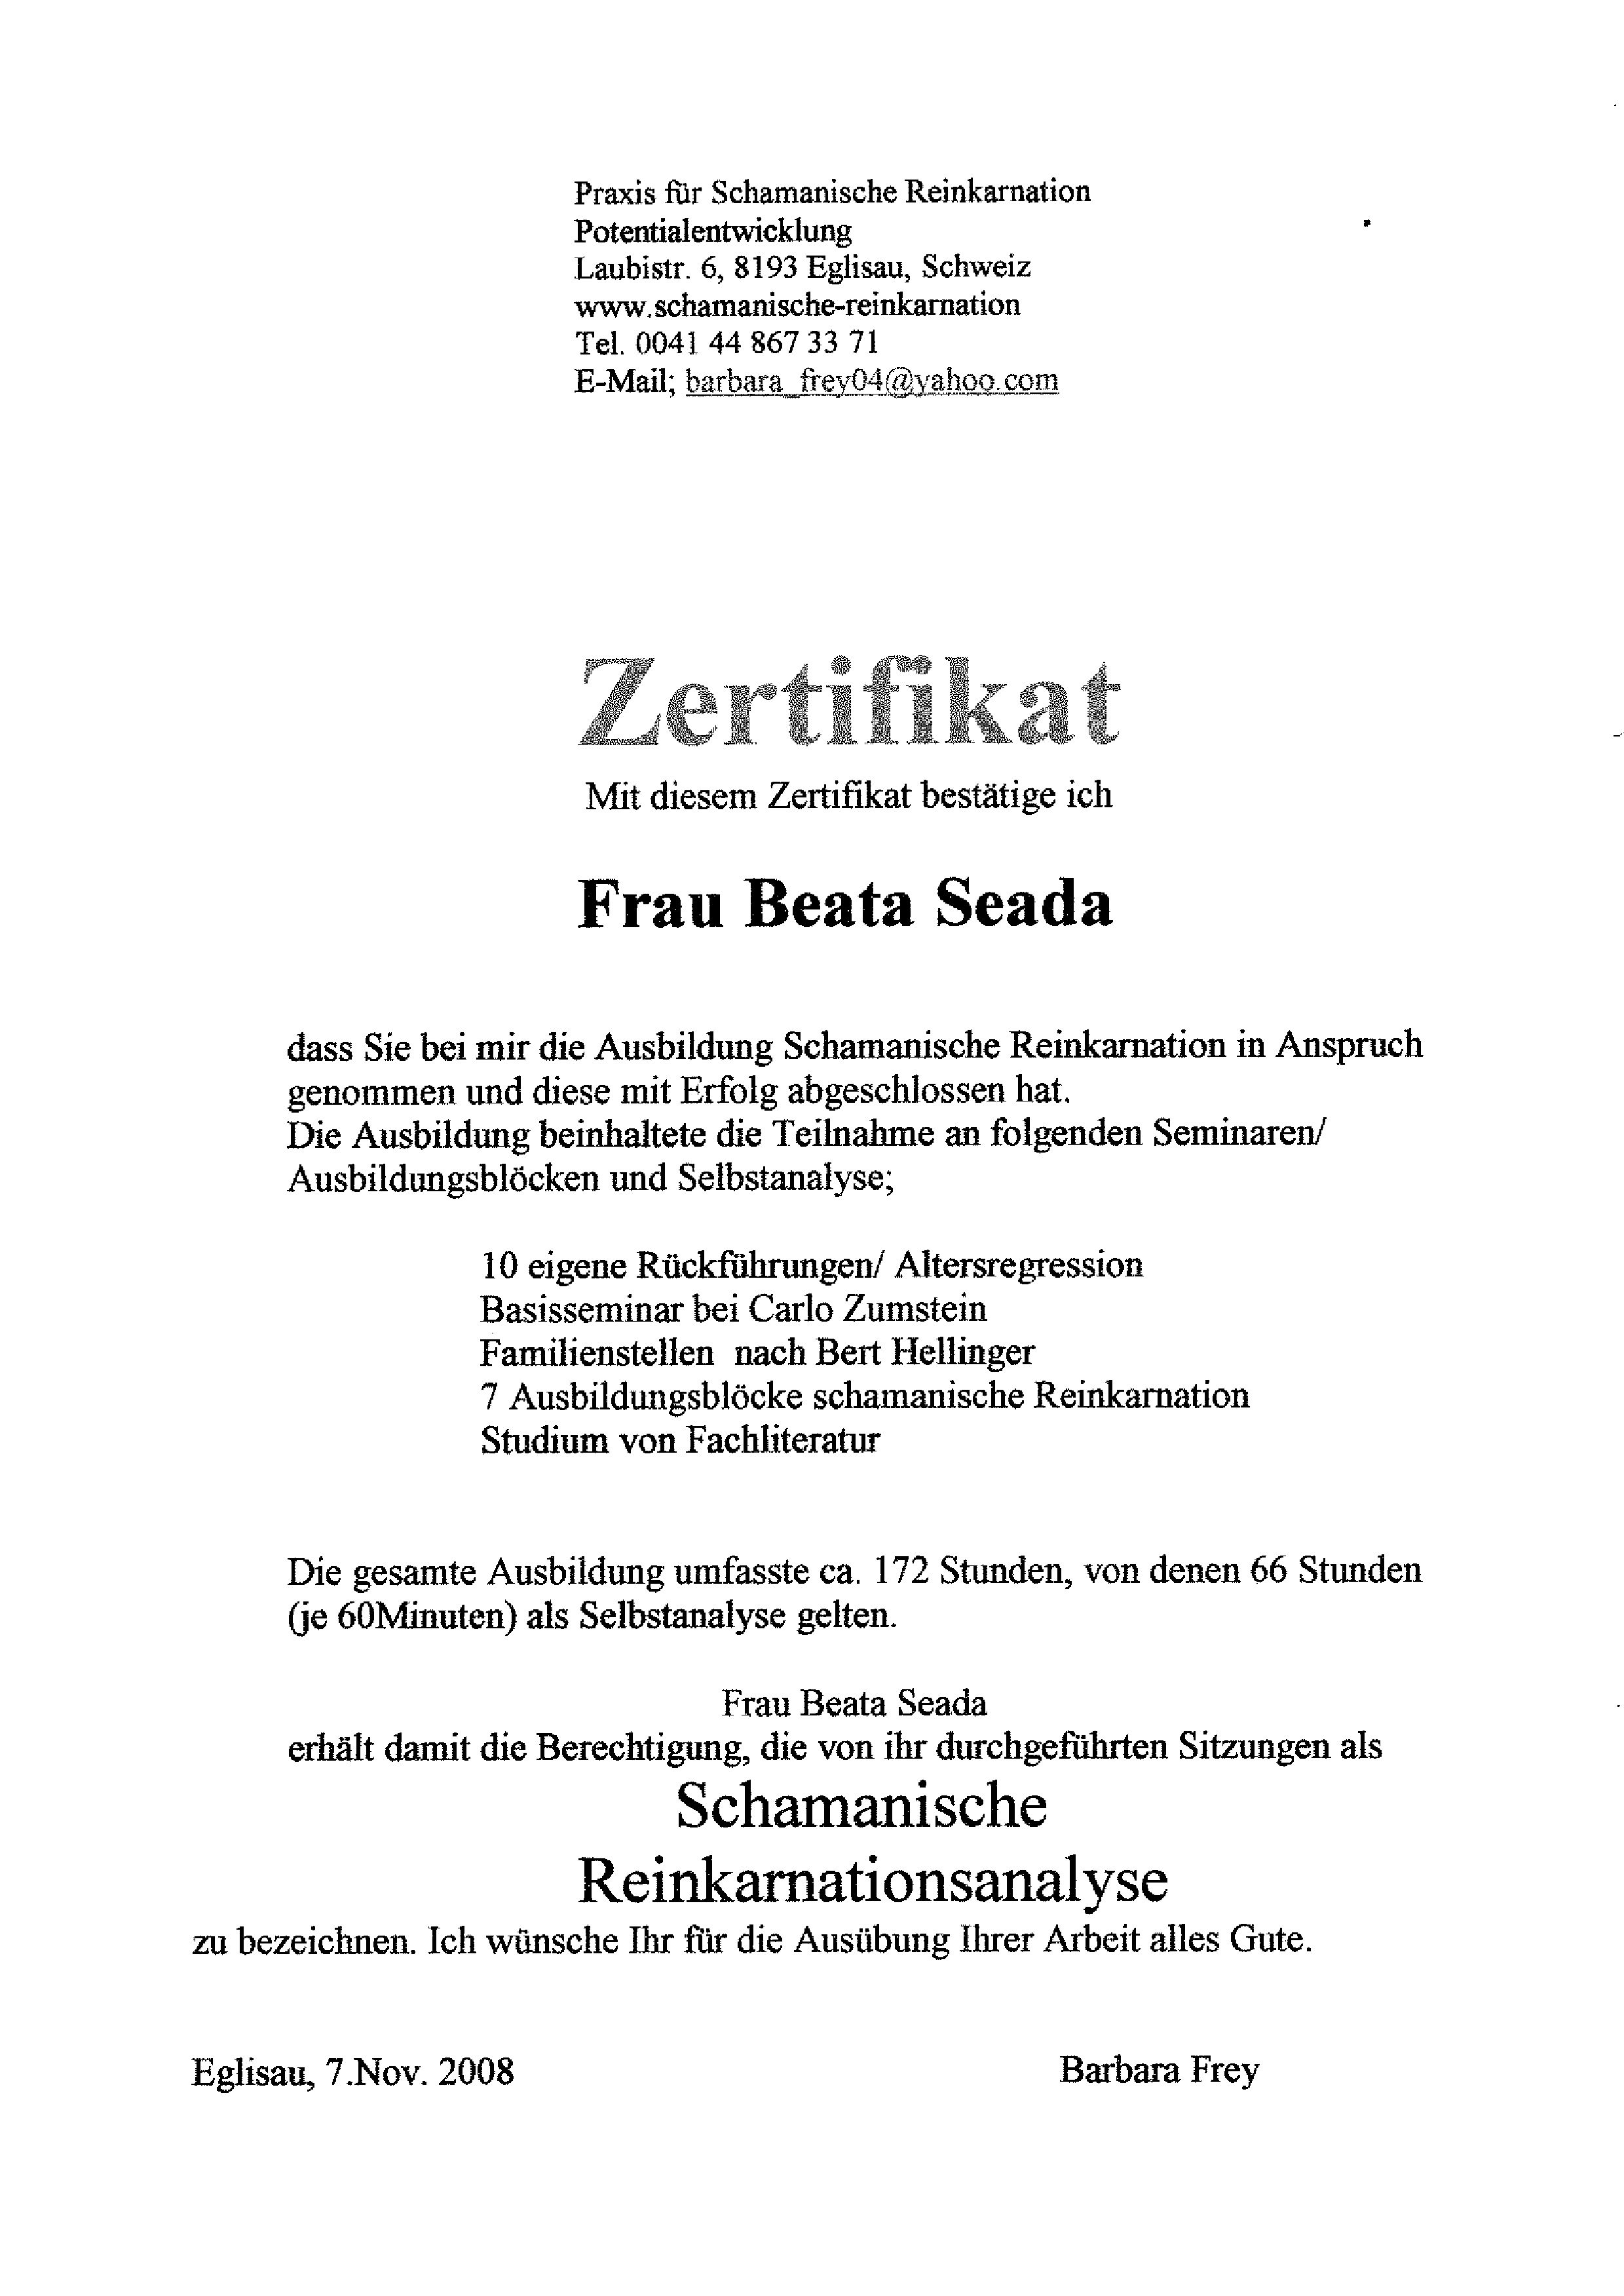 Praxis für Schamanische Reinkarnation
Potentialentwicklung
Laubistr. 6, 8193 Eglisau, Schweiz
www.schamanische-reinkarnation
Tel. 0041 44 867 33 71
E-Mail; barbara_frey04@yahoo.com
Zertifikat
Mit diesem Zertifikat bestätige ich
Frau Beata Seada
dass Sie bei mir die Ausbildung Schamanische Reinkarnation in Anspruch
genommen und diese mit Erfolg abgeschlossen hat.
Die Ausbildung beinhaltete die Teilnahme an folgenden Seminaren/
Ausbildungsblöcken und Selbstanalyse;
10 eigene Rückführungen/ Altersregression
Basisseminar bei Carlo Zumstein
Familienstellen nach Bert Hellinger
7 Ausbildungsblöcke schamanische Reinkarnation
Studium von Fachliteratur
Die gesamte Ausbildung umfasste ca. 172 Stunden, von denen 66 Stunden
(je 60Minuten) als Selbstanalyse gelten.
Frau Beata Seada
erhält damit die Berechtigung, die von ihr durchgeführten Sitzungen als
Schamanische
Reinkarnationsanalyse
zu bezeichnen. Ich wünsche Ihr für die Ausübung Ihrer Arbeit alles Gute.
Eglisau, 7.Nov. 2008 Barbara Frey